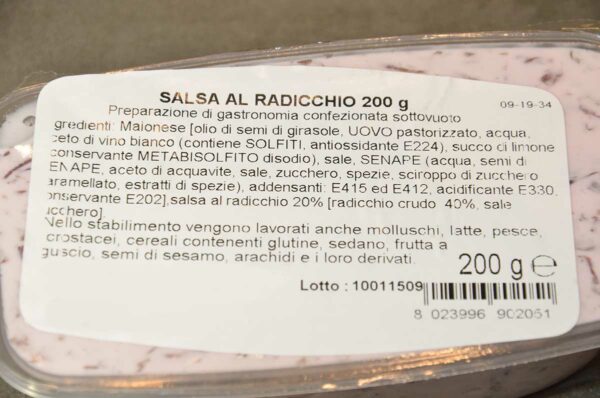 SALSA AL RADICCHIO 200 g
09-19-34
Preparazione di gastronomia confezionata sottovuoto
gredienti: Maionese [olio di semi di girasole, UOVO pastorizzato, acqua,
ceto di vino bianco (contiene SOLFITI, antiossidante E224), succo di limone
conservante METABISOLFITO disodio), sale, SENAPE (acqua, semi di
ENAPE, aceto di acquavite, sale, zucchero, spezie, sciroppo di zucchero
aramellato, estratti di spezie), addensanti: E415 ed E412, acidificante E330,
onservante E202],salsa al radicchio 20% [radicchio crudo 40%, sale
ucchero]
Nello stabilimento vengono lavorati anche molluschi, latte, pesce,
crostacei, cereali contenenti glutine, sedano, frutta a
guscio, semi di sesamo, arachidi e i loro derivati.
200 g e
Lotto : 10011509
8 023996 902051